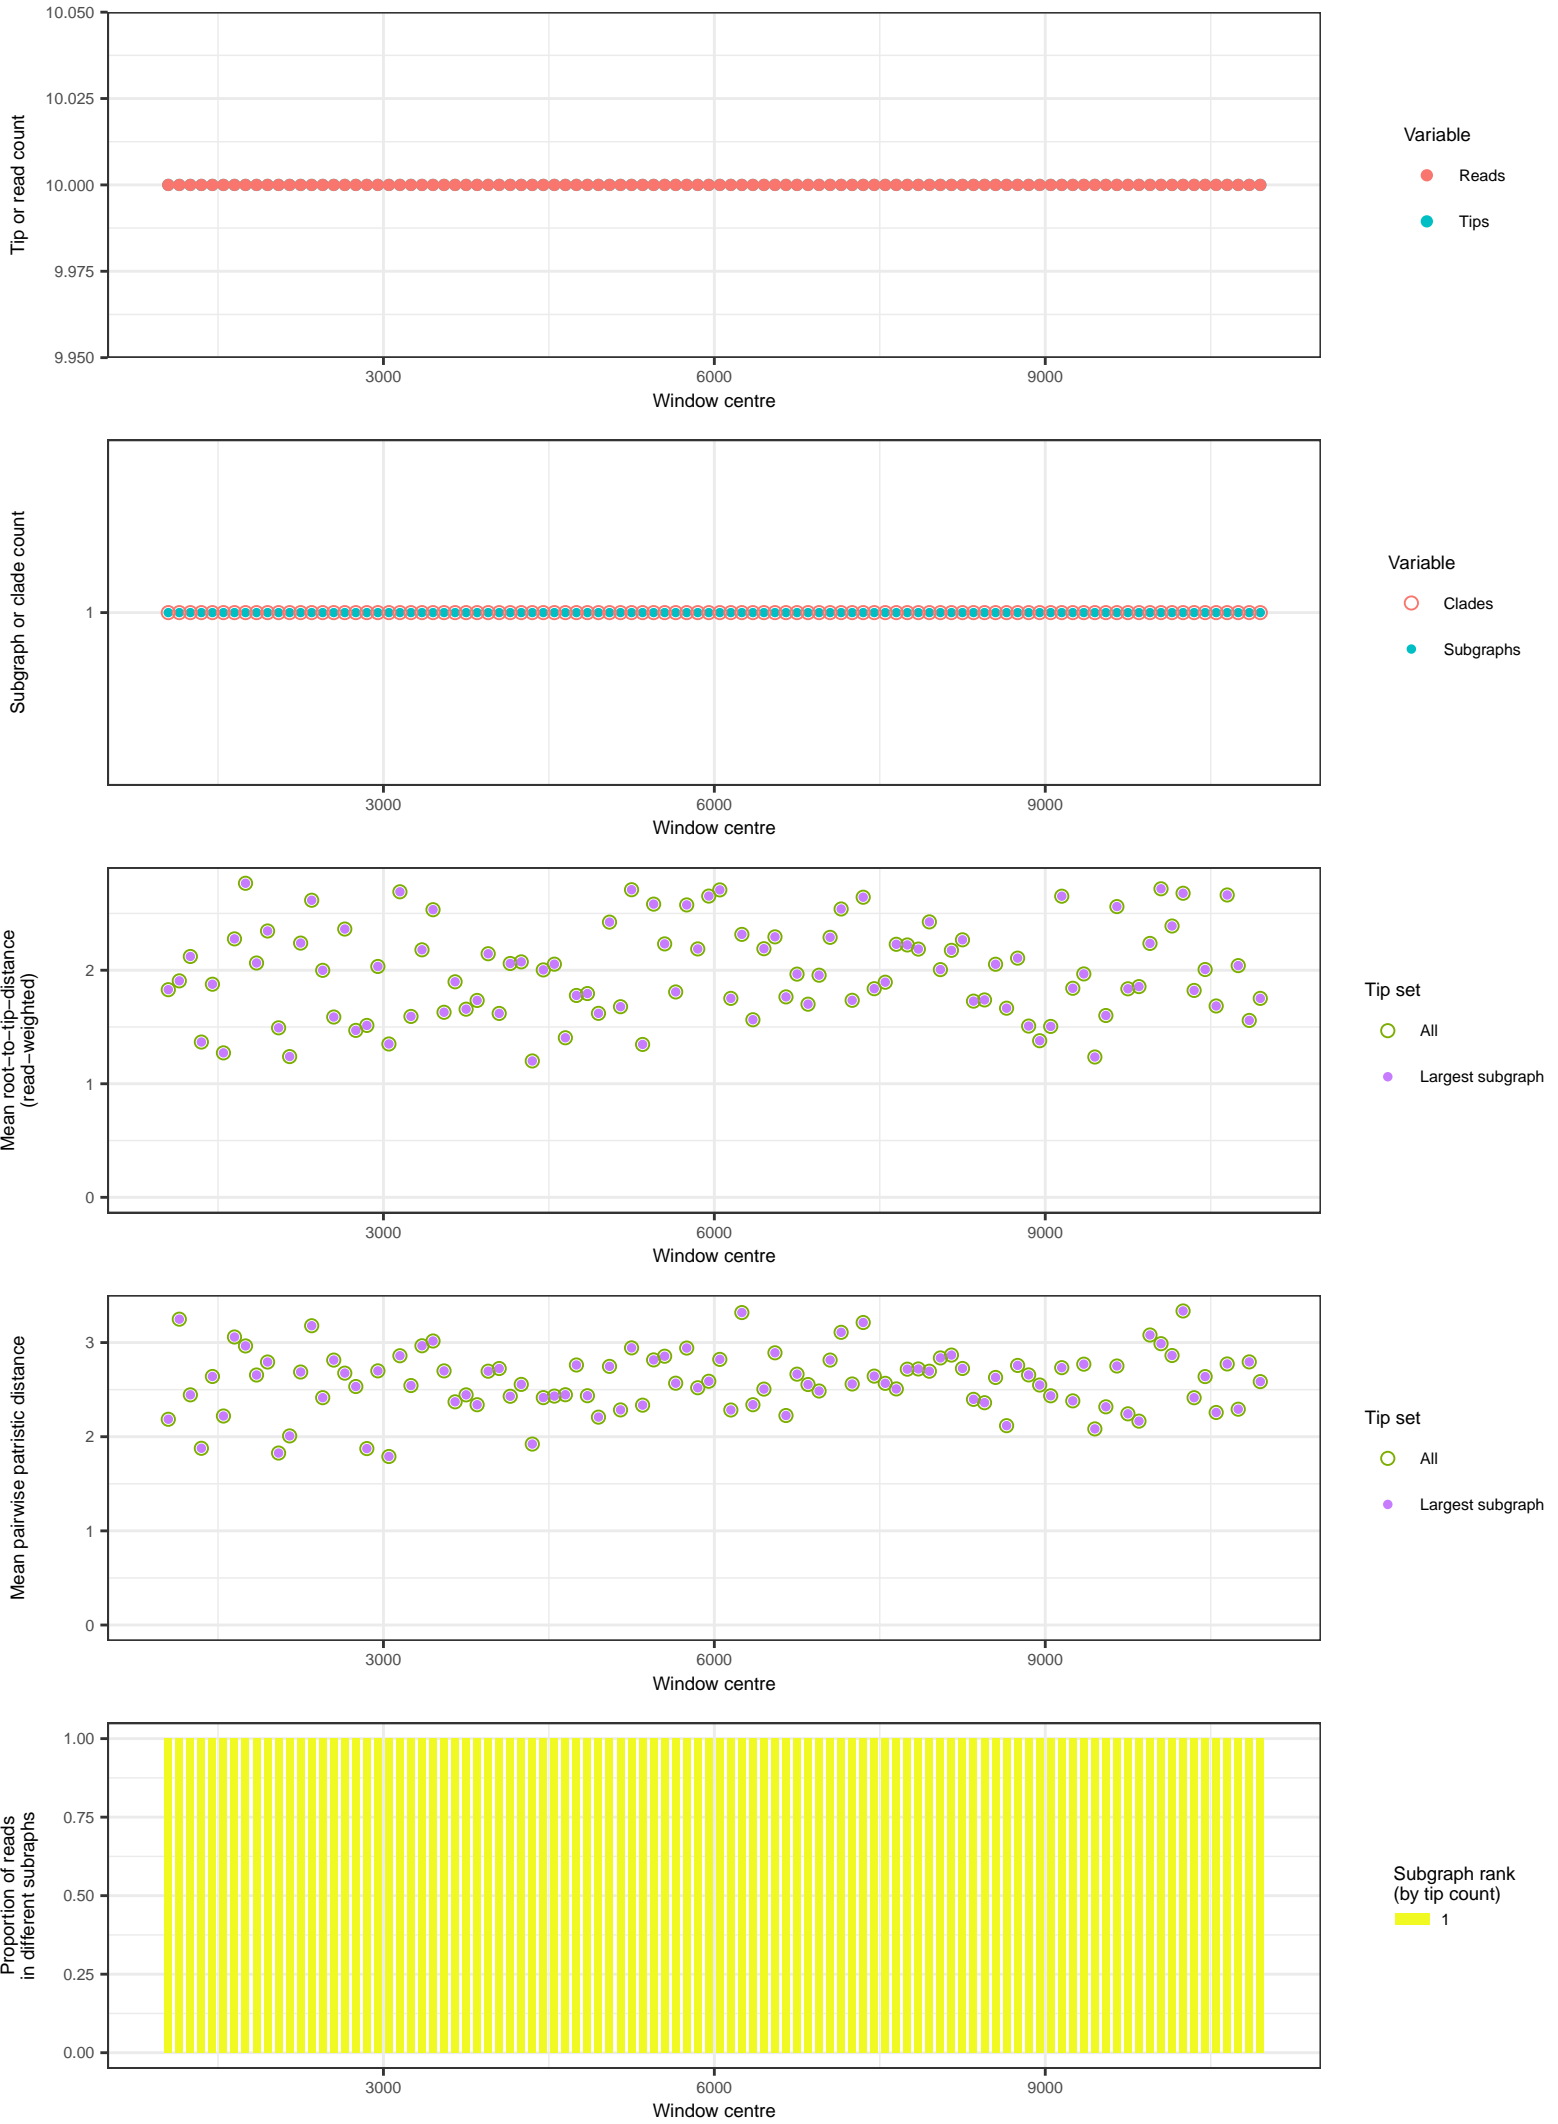 10.050
10.025
10.000
9.975
9.950
Tip or read count
3000
6000
9000
Window centre
Variable
Reads
Tips
1
Subgraph or clade count
3000
6000
9000
Window centre
Variable
Clades
Subgraphs
2
1
0
Mean root−to−tip−distance
(read−weighted)
3000
6000
9000
Window centre
Tip set
All
Largest subgraph
3
2
1
0
Mean pairwise patristic distance
3000
6000
9000
Window centre
Tip set
All
Largest subgraph
1.00
0.75
0.50
0.25
0.00
Proportion of reads
in different subraphs
3000
6000
9000
Window centre
Subgraph rank
(by tip count)
1